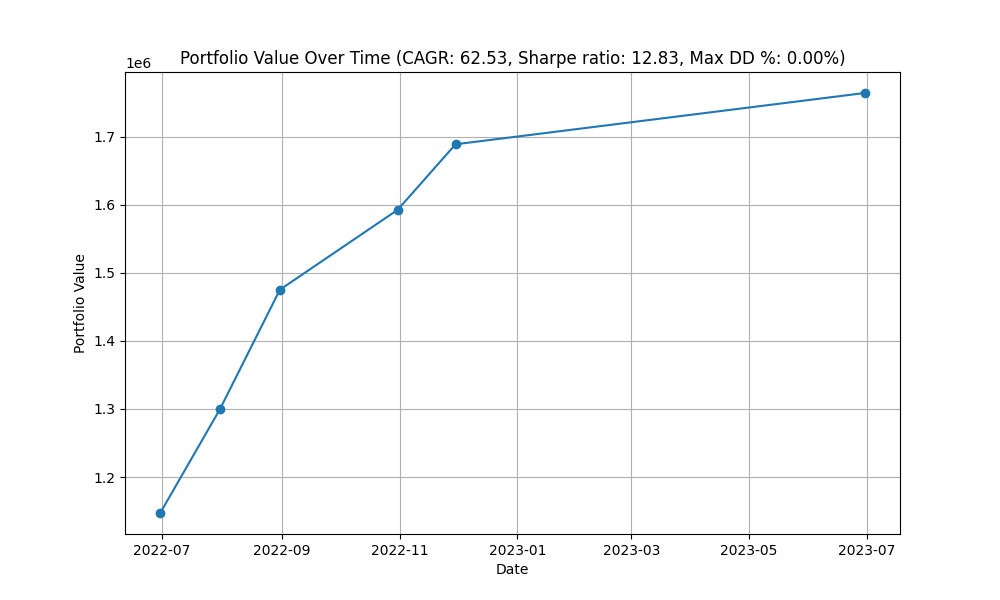 Portfolio Value Over Time (CAGR: 62.53, Sharpe ratio: 12.83, Max DD %: 0.00%)
1e6
1.7
1.6
1.5
1.4
1.3
1.2
Portfolio Value
2022-07 2022-09 2022-11 2023-01 2023-03 2023-05 2023-07
Date